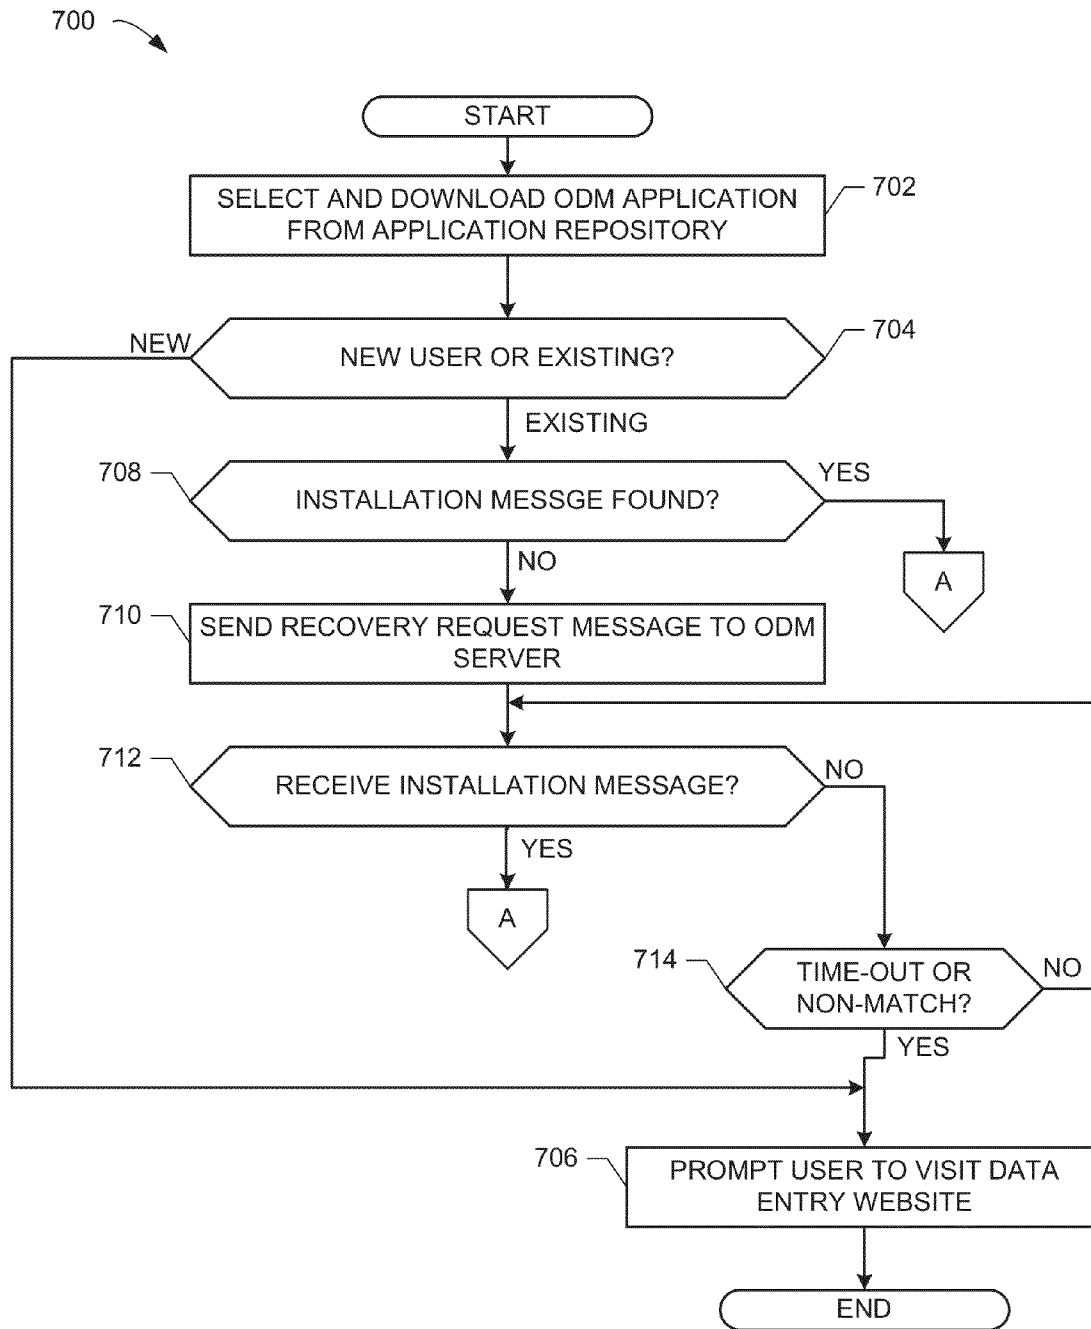 700
START
SELECT AND DOWNLOAD ODM APPLICATION
FROM APPLICATION REPOSITORY
702
NEW
NEW USER OR EXISTING?
704
EXISTING
708
INSTALLATION MESSGE FOUND?
YES
A
NO
710
SEND RECOVERY REQUEST MESSAGE TO ODM
SERVER
712
RECEIVE INSTALLATION MESSAGE?
NO
YES
A
714
TIME-OUT OR
NON-MATCH?
NO
YES
706
PROMPT USER TO VISIT DATA
ENTRY WEBSITE
END